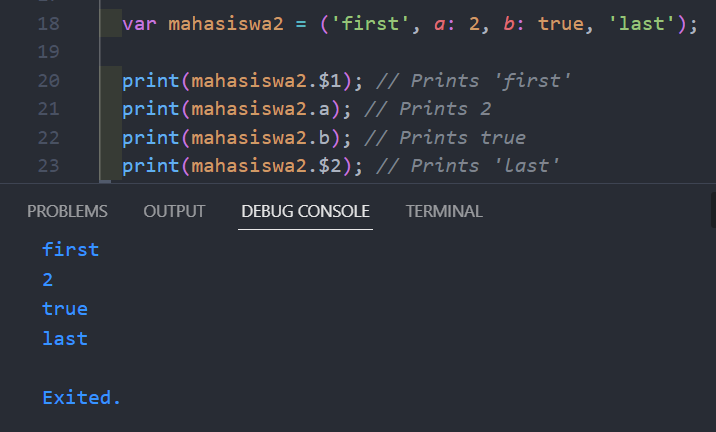 18 var mahasiswa2 = ('first', a: 2, b: true, 'last');
19
20 print(mahasiswa2.$1); // Prints 'first'
21 print(mahasiswa2.a); // Prints 2
22 print(mahasiswa2.b); // Prints true
23 print(mahasiswa2.$2); // Prints 'last'
PROBLEMS OUTPUT DEBUG CONSOLE TERMINAL
first
2
true
last
Exited.